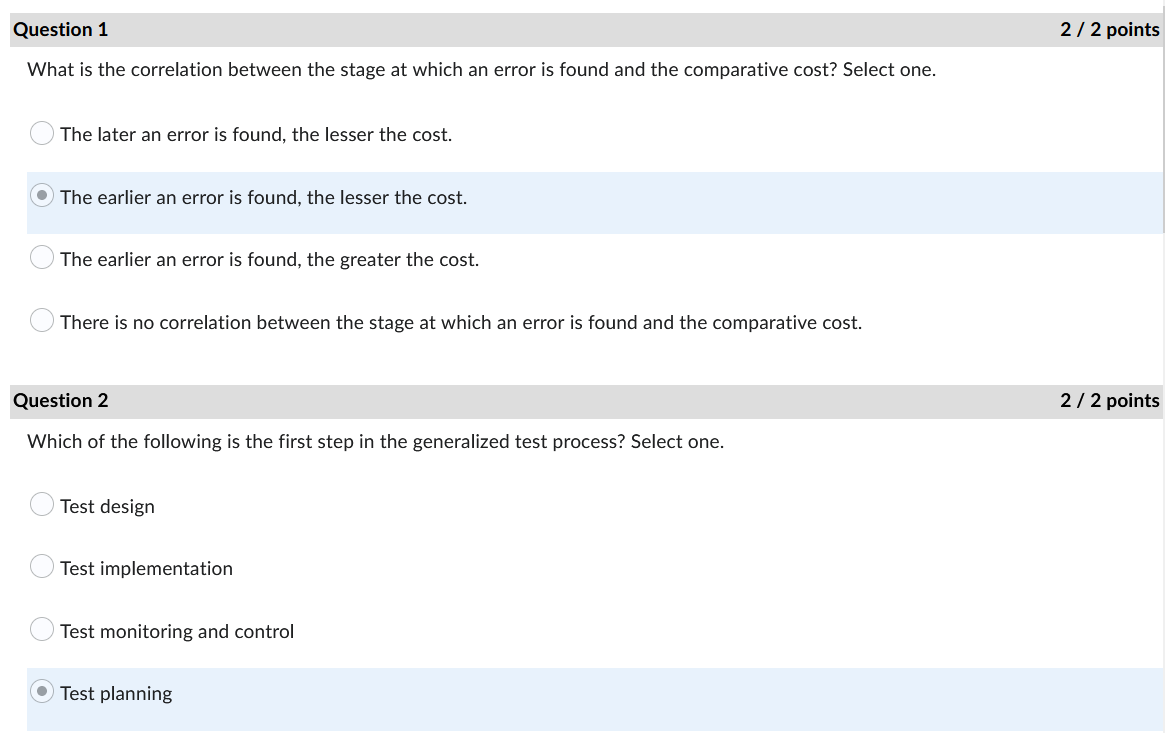 Question 1 2 / 2 points
What is the correlation between the stage at which an error is found and the comparative cost? Select one.
The later an error is found, the lesser the cost.
The earlier an error is found, the lesser the cost.
The earlier an error is found, the greater the cost.
There is no correlation between the stage at which an error is found and the comparative cost.
Question 2 2 / 2 points
Which of the following is the first step in the generalized test process? Select one.
Test design
Test implementation
Test monitoring and control
Test planning